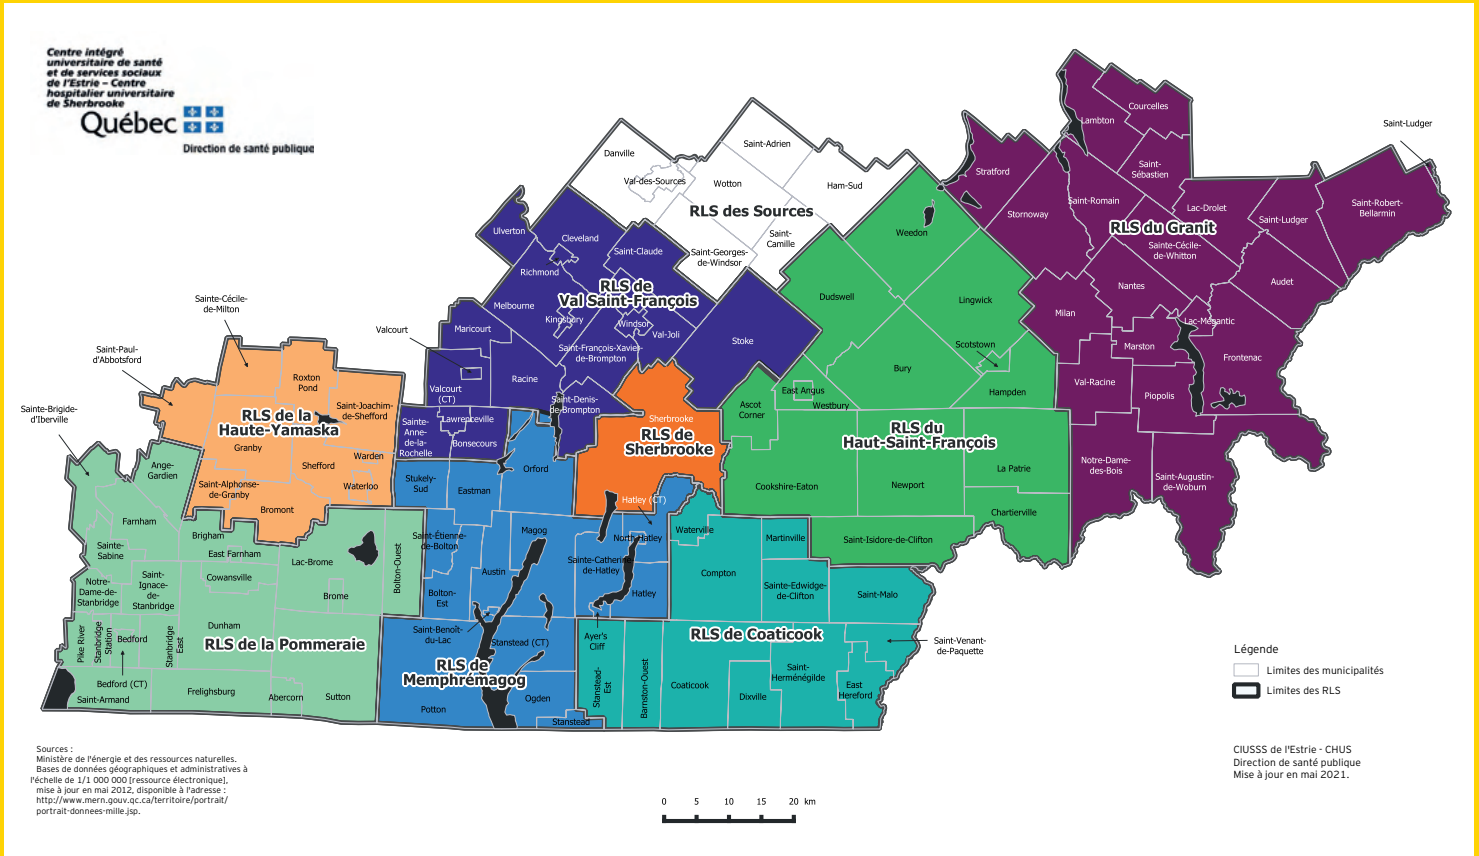 Centre intégré
universitaire de santé
et de services sociaux
de l'Estrie – Centre
hospitalier universitaire
de Sherbrooke
Québec
Direction de santé publique
Saint-Ludger
Courcelles
Lambton
Saint-
Sébastien
Stratford
Saint-Romain
Stornoway
Lac-Drolet
Saint-Ludger
Saint-Robert-
Bellarmin
RLS du Granit
Sainte-Cécile-
de-Whitton
Nantes
Audet
Milan
Lac-Mégantic
Marston
Frontenac
Val-Racine
Piopolis
Notre-Dame-
des-Bois
Saint-Augustin-
de-Woburn
Danville
Val-des-Sources
Saint-Adrien
Wotton
Ham-Sud
RLS des Sources
Saint-
Camille
Saint-Georges-
de-Windsor
Ulverton
Cleveland
Saint-Claude
Richmond
RLS de
Val Saint-François
Melbourne
Kingsbury
Windsor
Val-Joli
Maricourt
Saint-François-Xavier-
de-Brompton
Stoke
Valcourt
Valcourt
(CT)
Racine
Saint-Denis-
de-Brompton
Lawrenceville
Sainte-
Anne-
de-la-
Rochelle
Bonsecours
Weedon
Dudswell
Lingwick
Scotstown
Bury
Hampden
East Angus
Westbury
Ascot
Corner
RLS du
Haut-Saint-François
La Patrie
Cookshire-Eaton
Newport
Chartierville
Saint-Isidore-de-Clifton
Sherbrooke
RLS de
Sherbrooke
Sainte-Cécile-
de-Milton
Saint-Paul-
d'Abbotsford
Roxton
Pond
Saint-Joachim-
de-Shefford
RLS de la
Haute-Yamaska
Granby
Warden
Shefford
Saint-Alphonse-
de-Granby
Waterloo
Bromont
Sainte-Brigide-
d'Iberville
Ange-
Gardien
Farnham
Brigham
Sainte-
Sabine
East Farnham
Lac-Brome
Bolton-Ouest
Cowansville
Notre-
Dame-de-
Stanbridge
Saint-
Ignace-
de-
Stanbridge
Brome
Dunham
Pike River
Stanbridge
Station
Bedford
Stanbridge
East
RLS de la Pommeraie
Bedford (CT)
Saint-Armand
Frelighsburg
Abercorn
Sutton
Stukely-
Sud
Eastman
Orford
Hatley (CT)
Saint-Étienne-
de-Bolton
Magog
North Hatley
Sainte-Catherine-
de-Hatley
Austin
Bolton-
Est
Hatley
Saint-Benoît-
du-Lac
Stanstead (CT)
Ayer's
Cliff
RLS de
Memphrémagog
Potton
Ogden
Stanstead
Waterville
Martinville
Compton
Sainte-Edwidge-
de-Clifton
Saint-Malo
RLS de Coaticook
Saint-Venant-
de-Paquette
Stanstead-
Est
Barnston-Ouest
Coaticook
Dixville
Saint-
Herménégilde
East
Hereford
Légende
Limites des municipalités
Limites des RLS
Sources :
Ministère de l'énergie et des ressources naturelles.
Bases de données géographiques et administratives à
l'échelle de 1/1 000 000 [ressource électronique],
mise à jour en mai 2012, disponible à l'adresse :
http://www.mern.gouv.qc.ca/territoire/portrait/
portrait-donnees-mille.jsp.
0 5 10 15 20 km
CIUSSS de l'Estrie - CHUS
Direction de santé publique
Mise à jour en mai 2021.